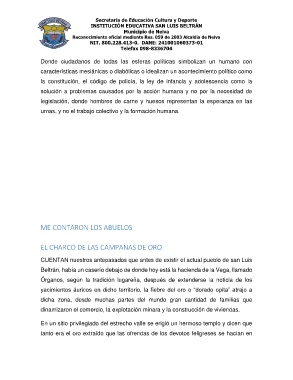 Secretaria de Educación Cultura y Deporte
INSTITUCIÓN EDUCATIVA SAN LUIS BELTRÁN
Municipio de Neiva
Reconocimiento oficial mediante Res. 059 de 2003 Alcaldía de Neiva
NIT. 800.228.413-0. DANE: 241001060373-01
Telefax 098-8336704
Donde ciudadanos de todas las esferas políticas simbolizan un humano con
características mesiánicas o diabólicas o idealizan un acontecimiento político como
la constitución, el código de policía, la ley de infancia y adolescencia como la
solución a problemas causados por la acción humana y no por la necesidad de
legislación, donde hombres de carne y huesos representan la esperanza en las
urnas, y no el trabajo colectivo y la formación humana.
ME CONTARON LOS ABUELOS
EL CHARCO DE LAS CAMPANAS DE ORO
CUENTAN nuestros antepasados que antes de existir el actual pueblo de san Luis
Beltrán, había un caserío debajo de donde hoy está la hacienda de la Vega, llamado
Órganos, según la tradición lugareña, después de extenderse la noticia de los
yacimientos áuricos en dicho territorio, la fiebre del oro o "dorado opita" atrajo a
dicha zona, desde muchas partes del mundo gran cantidad de familias que
dinamizaron el comercio, la explotación minera y la construcción de viviendas.
En un sitio privilegiado del estrecho valle se erigió un hermoso templo y dicen que
tanto era el oro extraído que las ofrendas de los devotos feligreses se hacían en